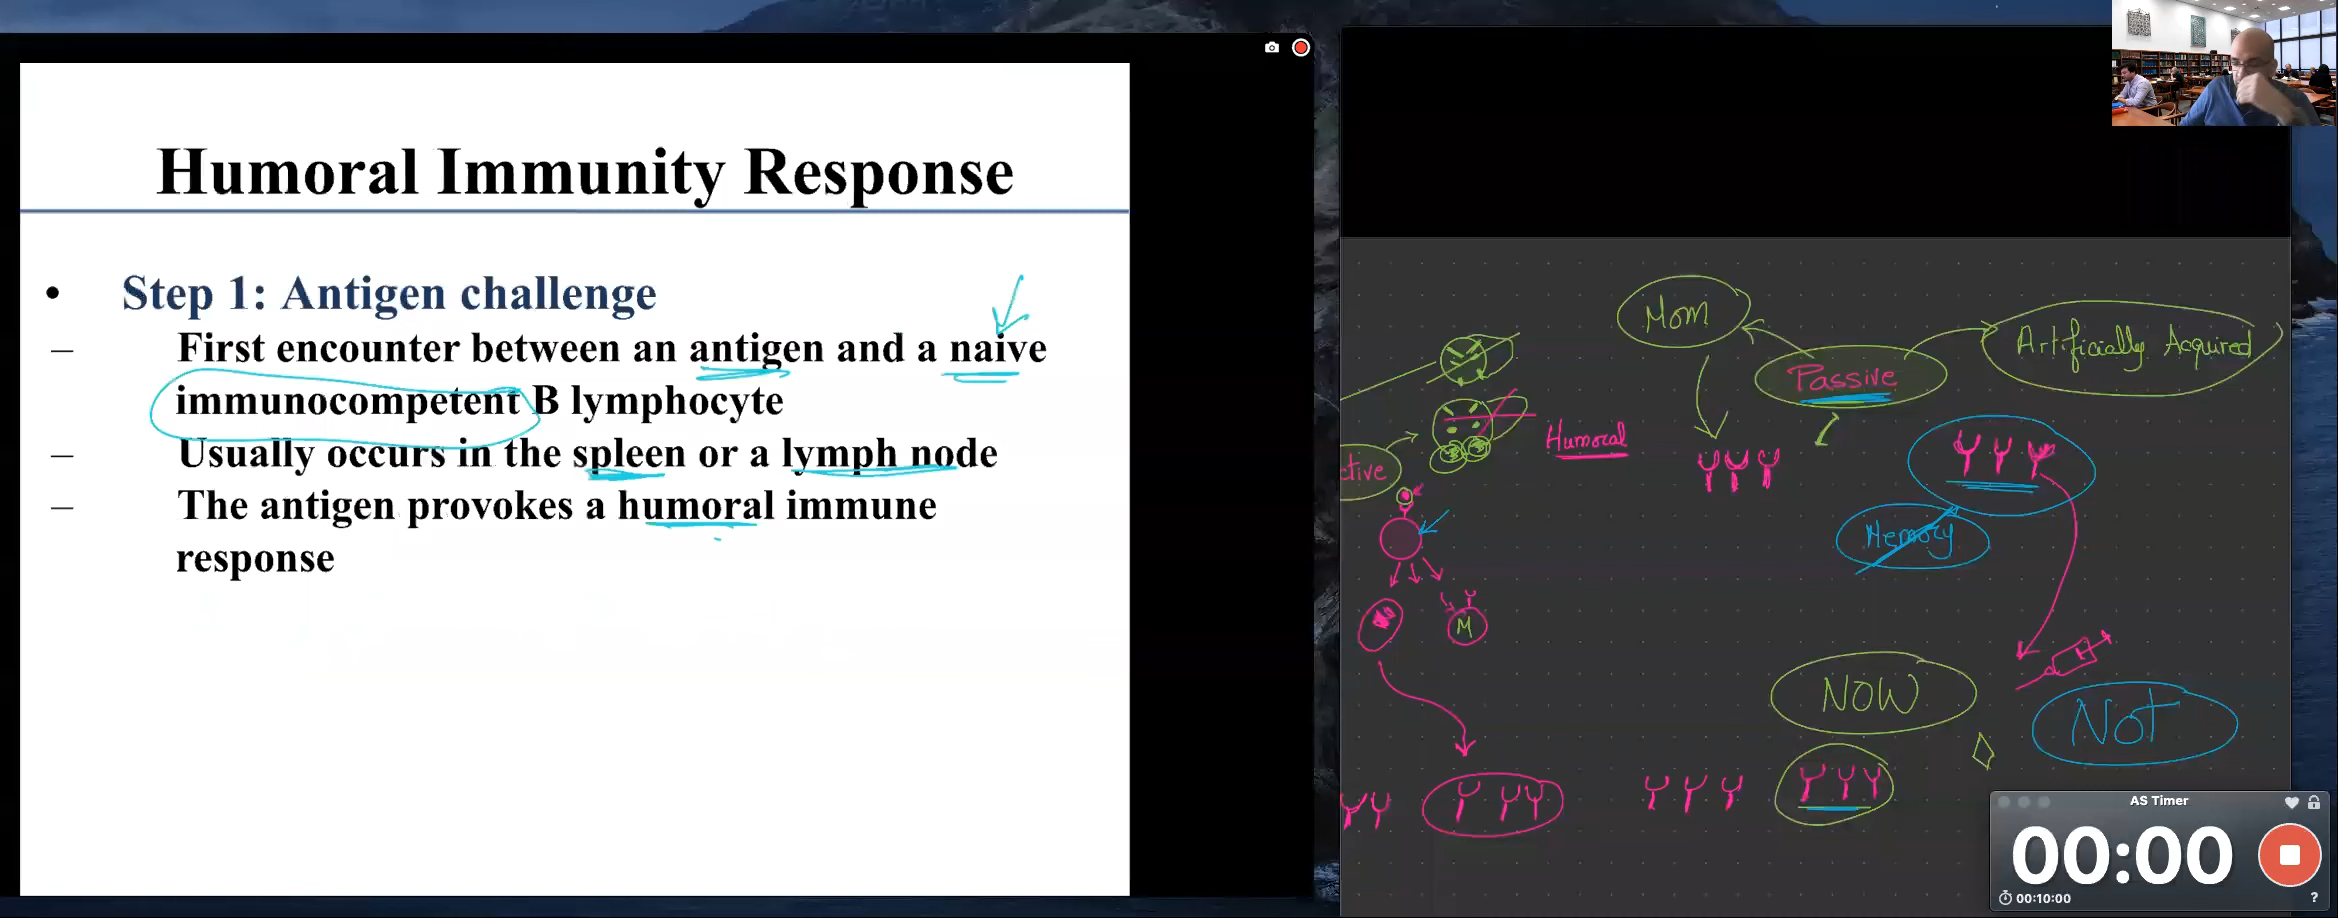 Humoral Immunity Response
• Step 1: Antigen challenge
– First encounter between an antigen and a naive
immunocompetent B lymphocyte
– Usually occurs in the spleen or a lymph node
– The antigen provokes a humoral immune
response
Mom
Artificially Acquired
Passive
Humoral
ctive
Memory
M
NOW
Not
AS Timer
00:00
00:10:00
?